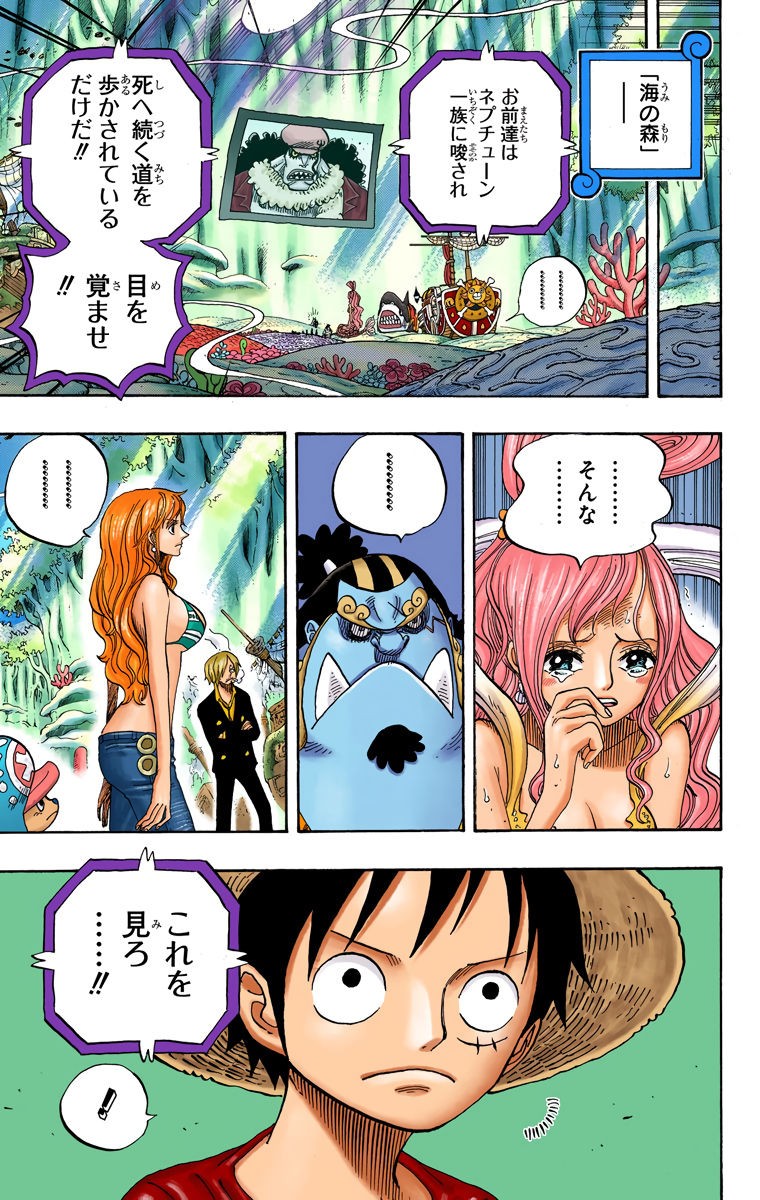 「海の森」
――
お前達は
ネプチューン
一族に唆され
死へ続く道を
歩かされている
だけだ!!
目を
覚ませ
!!
………
………
そんな
………
………
………
これを
見ろ
……!!
!